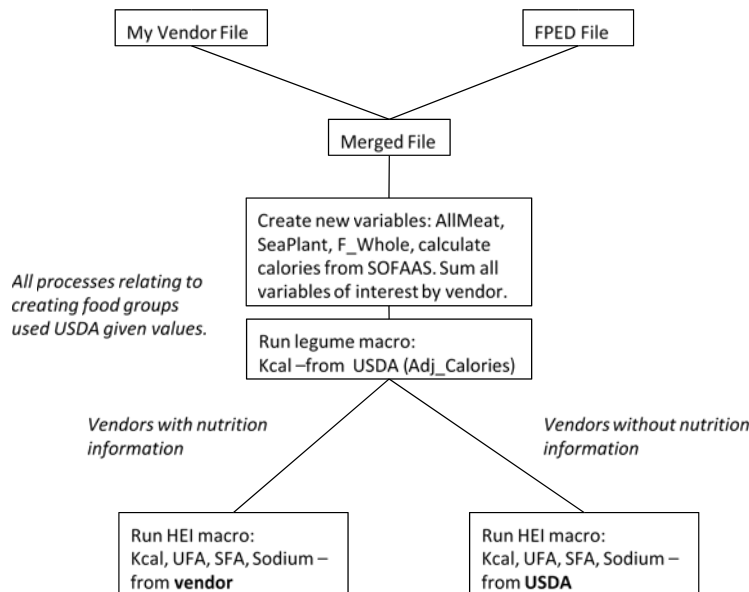 My Vendor File
FPED File
Merged File
Create new variables: AllMeat,
SeaPlant, F_Whole, calculate
calories from SOFAAS. Sum all
variables of interest by vendor.
All processes relating to
creating food groups
used USDA given values.
Run legume macro:
Kcal –from USDA (Adj_Calories)
Vendors with nutrition
information
Vendors without nutrition
information
Run HEI macro:
Kcal, UFA, SFA, Sodium –
from vendor
Run HEI macro:
Kcal, UFA, SFA, Sodium –
from USDA